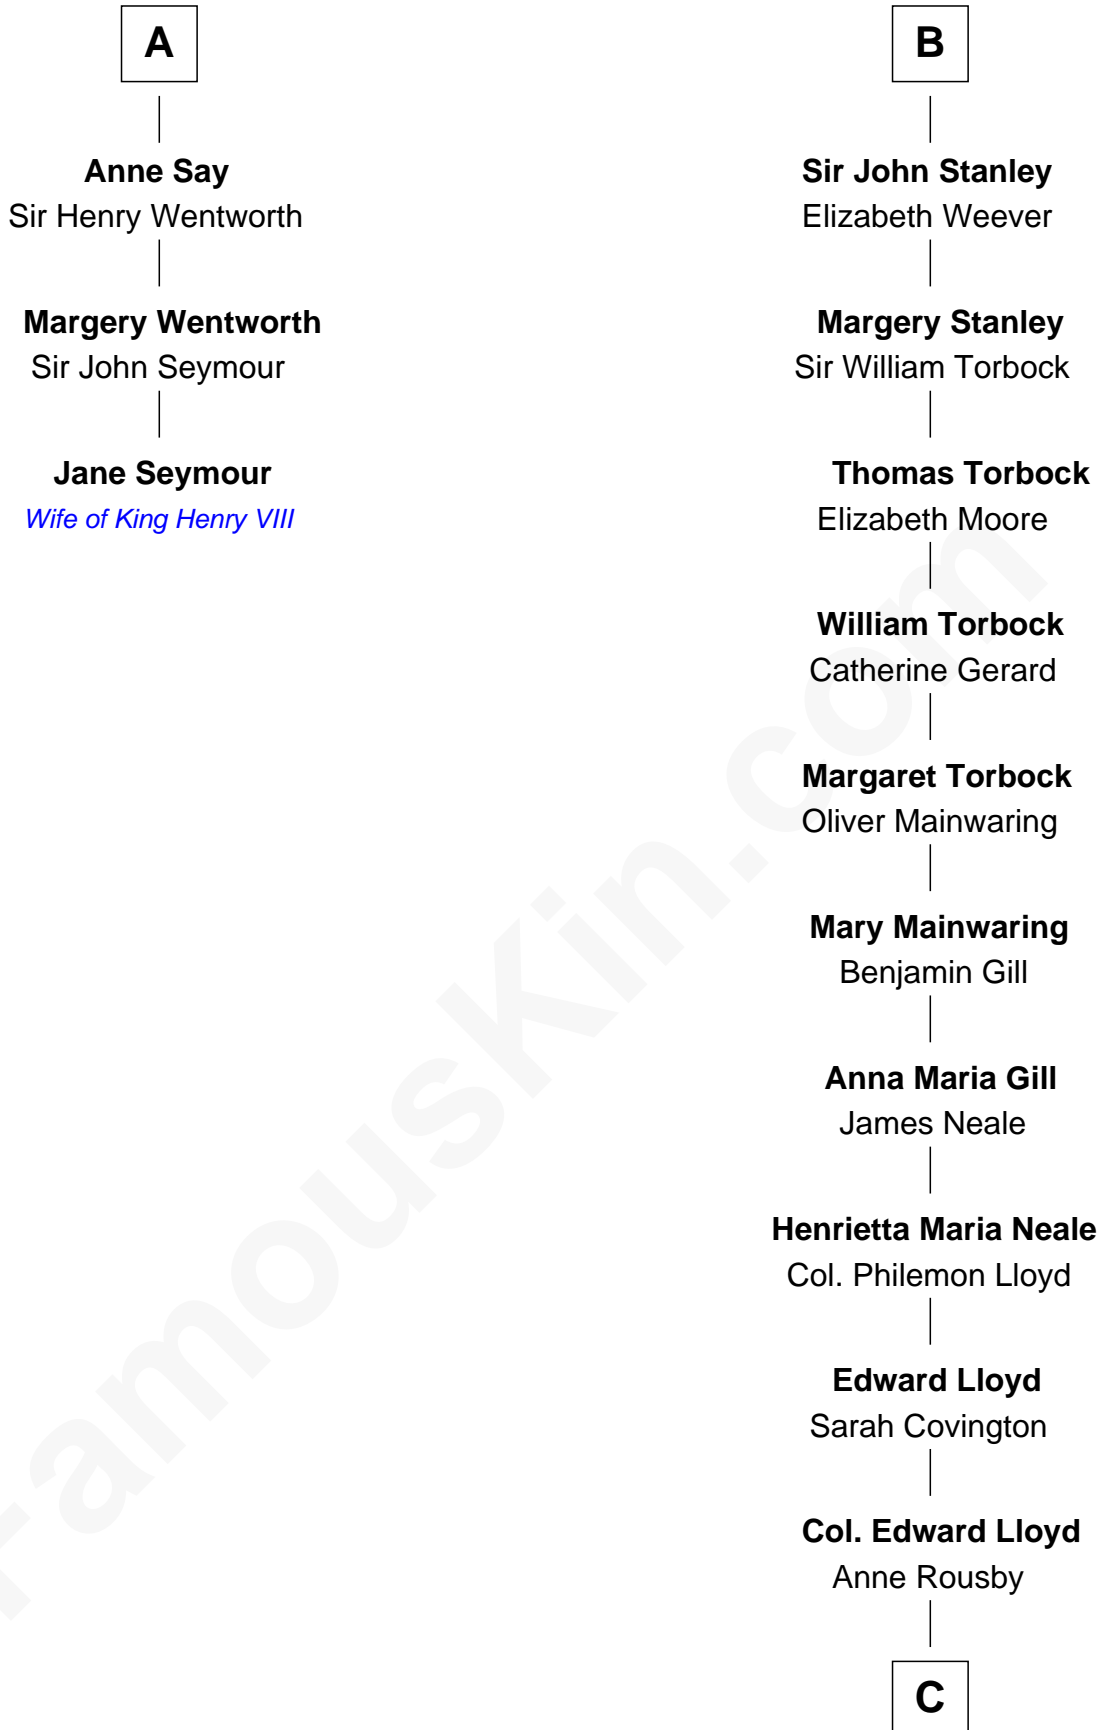 A
Anne Say
Sir Henry Wentworth
Margery Wentworth
Sir John Seymour
Jane Seymour
Wife of King Henry VIII
B
Sir John Stanley
Elizabeth Weever
Margery Stanley
Sir William Torbock
Thomas Torbock
Elizabeth Moore
William Torbock
Catherine Gerard
Margaret Torbock
Oliver Mainwaring
Mary Mainwaring
Benjamin Gill
Anna Maria Gill
James Neale
Henrietta Maria Neale
Col. Philemon Lloyd
Edward Lloyd
Sarah Covington
Col. Edward Lloyd
Anne Rousby
C
FamousKin.com